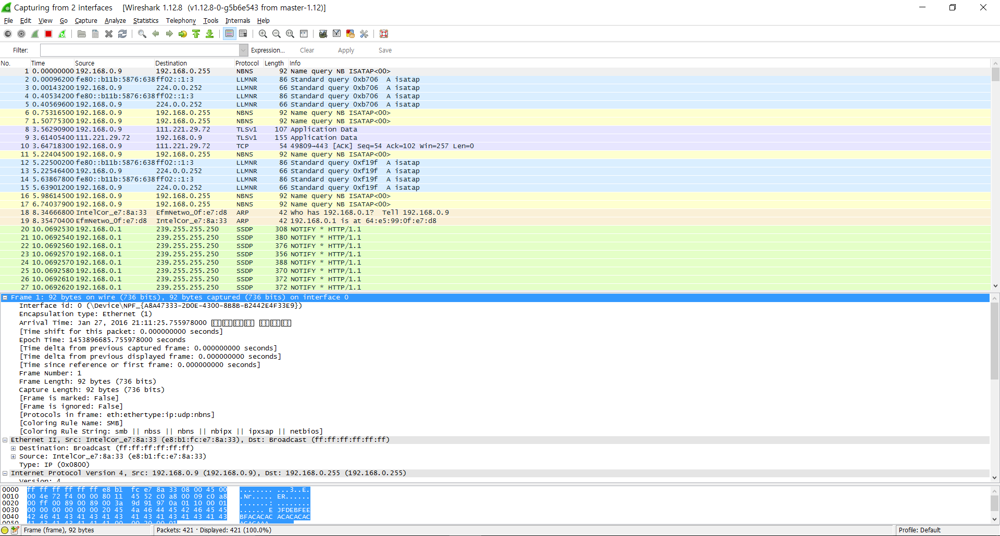 Capturing from 2 interfaces [Wireshark 1.12.8 (v1.12.8-0-g5b6e543 from master-1.12)]
File Edit View Go Capture Analyze Statistics Telephony Tools Internals Help
Filter: Expression... Clear Apply Save
No. Time Source Destination Protocol Length Info
1 0.00000000 192.168.0.9 192.168.0.255 NBNS 92 Name query NB ISATAP<00>
2 0.00096200 fe80::b11b:5876:638 ff02::1:3 LLMNR 86 Standard query 0xb706 A isatap
3 0.00143200 192.168.0.9 224.0.0.252 LLMNR 66 Standard query 0xb706 A isatap
4 0.40534200 fe80::b11b:5876:638 ff02::1:3 LLMNR 86 Standard query 0xb706 A isatap
5 0.40569600 192.168.0.9 224.0.0.252 LLMNR 66 Standard query 0xb706 A isatap
6 0.75316500 192.168.0.9 192.168.0.255 NBNS 92 Name query NB ISATAP<00>
7 1.50775300 192.168.0.9 192.168.0.255 NBNS 92 Name query NB ISATAP<00>
8 3.56290900 192.168.0.9 111.221.29.72 TLSv1 107 Application Data
9 3.61405400 111.221.29.72 192.168.0.9 TLSv1 155 Application Data
10 3.64718300 192.168.0.9 111.221.29.72 TCP 54 49809→443 [ACK] Seq=54 Ack=102 Win=257 Len=0
11 5.22404500 192.168.0.9 192.168.0.255 NBNS 92 Name query NB ISATAP<00>
12 5.22500200 fe80::b11b:5876:638 ff02::1:3 LLMNR 86 Standard query 0xf19f A isatap
13 5.22546400 192.168.0.9 224.0.0.252 LLMNR 66 Standard query 0xf19f A isatap
14 5.63867800 fe80::b11b:5876:638 ff02::1:3 LLMNR 86 Standard query 0xf19f A isatap
15 5.63901200 192.168.0.9 224.0.0.252 LLMNR 66 Standard query 0xf19f A isatap
16 5.98614500 192.168.0.9 192.168.0.255 NBNS 92 Name query NB ISATAP<00>
17 6.74037900 192.168.0.9 192.168.0.255 NBNS 92 Name query NB ISATAP<00>
18 8.34666800 IntelCor_e7:8a:33 EfmNetwo_0f:e7:d8 ARP 42 Who has 192.168.0.1? Tell 192.168.0.9
19 8.35470400 EfmNetwo_0f:e7:d8 IntelCor_e7:8a:33 ARP 42 192.168.0.1 is at 64:e5:99:0f:e7:d8
20 10.0692530 192.168.0.1 239.255.255.250 SSDP 308 NOTIFY * HTTP/1.1
21 10.0692540 192.168.0.1 239.255.255.250 SSDP 380 NOTIFY * HTTP/1.1
22 10.0692560 192.168.0.1 239.255.255.250 SSDP 376 NOTIFY * HTTP/1.1
23 10.0692570 192.168.0.1 239.255.255.250 SSDP 356 NOTIFY * HTTP/1.1
24 10.0692570 192.168.0.1 239.255.255.250 SSDP 388 NOTIFY * HTTP/1.1
25 10.0692580 192.168.0.1 239.255.255.250 SSDP 370 NOTIFY * HTTP/1.1
26 10.0692610 192.168.0.1 239.255.255.250 SSDP 372 NOTIFY * HTTP/1.1
27 10.0692620 192.168.0.1 239.255.255.250 SSDP 372 NOTIFY * HTTP/1.1
Frame 1: 92 bytes on wire (736 bits), 92 bytes captured (736 bits) on interface 0
Interface id: 0 (\Device\NPF_{A8A47333-2D0E-4300-8B8B-B2442E4F33E9})
Encapsulation type: Ethernet (1)
Arrival Time: Jan 27, 2016 21:11:25.755978000
[Time shift for this packet: 0.000000000 seconds]
Epoch Time: 1453896685.755978000 seconds
[Time delta from previous captured frame: 0.000000000 seconds]
[Time delta from previous displayed frame: 0.000000000 seconds]
[Time since reference or first frame: 0.000000000 seconds]
Frame Number: 1
Frame Length: 92 bytes (736 bits)
Capture Length: 92 bytes (736 bits)
[Frame is marked: False]
[Frame is ignored: False]
[Protocols in frame: eth:ethertype:ip:udp:nbns]
[Coloring Rule Name: SMB]
[Coloring Rule String: smb || nbss || nbns || nbipx || ipxsap || netbios]
Ethernet II, Src: IntelCor_e7:8a:33 (e8:b1:fc:e7:8a:33), Dst: Broadcast (ff:ff:ff:ff:ff:ff)
Destination: Broadcast (ff:ff:ff:ff:ff:ff)
Source: IntelCor_e7:8a:33 (e8:b1:fc:e7:8a:33)
Type: IP (0x0800)
Internet Protocol Version 4, Src: 192.168.0.9 (192.168.0.9), Dst: 192.168.0.255 (192.168.0.255)
Version: 4
0000 ff ff ff ff ff ff e8 b1 fc e7 8a 33 08 00 45 00 ........ ...3..E.
0010 00 4e 72 f4 00 00 80 11 45 52 c0 a8 00 09 c0 a8 .Nr..... ER......
0020 00 ff 00 89 00 89 00 3a 9d 91 97 0a 01 10 00 01 .......: ........
0030 00 00 00 00 00 00 20 45 4a 46 44 45 42 46 45 45 ...... E JFDEBFEE
0040 42 46 41 43 41 43 41 43 41 43 41 43 41 43 41 43 BFACACAC ACACACAC
0050 41 43 41 43 41 41 41 00 00 20 00 01 ACACAAA.
Frame (frame), 92 bytes Packets: 421 · Displayed: 421 (100.0%) Profile: Default